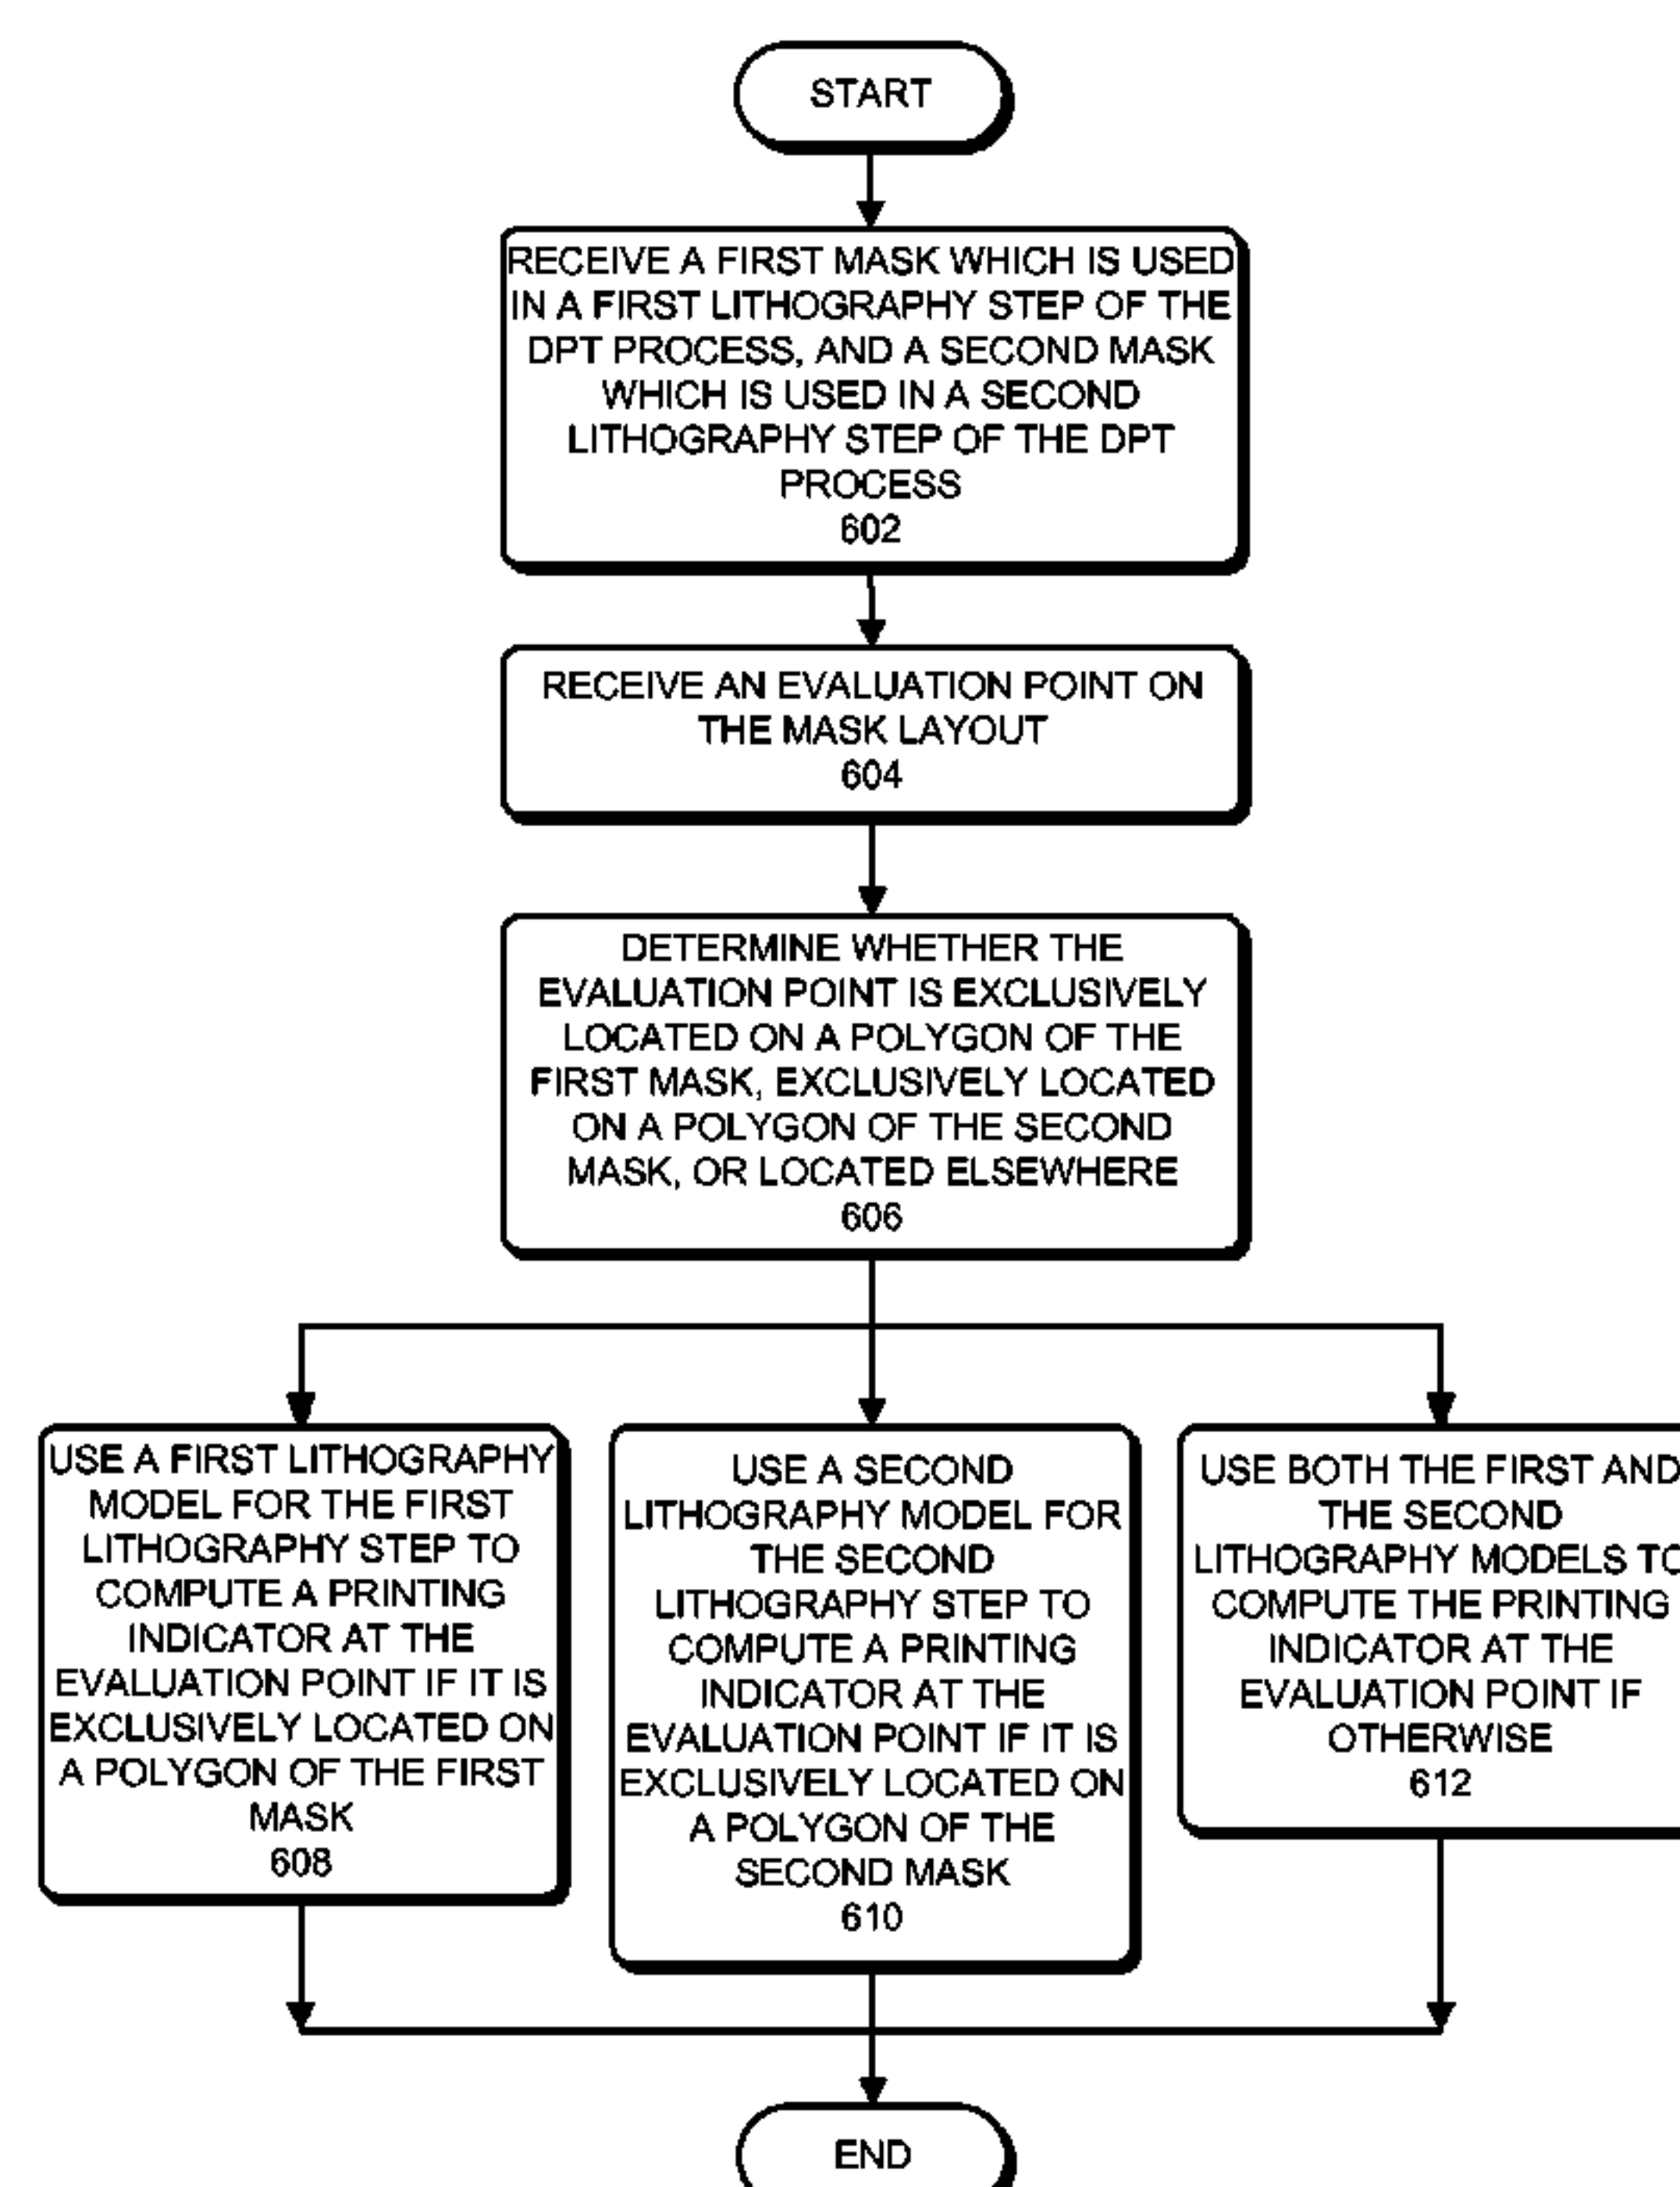 START
RECEIVE A FIRST MASK WHICH IS USED
IN A FIRST LITHOGRAPHY STEP OF THE
DPT PROCESS, AND A SECOND MASK
WHICH IS USED IN A SECOND
LITHOGRAPHY STEP OF THE DPT
PROCESS
602
RECEIVE AN EVALUATION POINT ON
THE MASK LAYOUT
604
DETERMINE WHETHER THE
EVALUATION POINT IS EXCLUSIVELY
LOCATED ON A POLYGON OF THE
FIRST MASK, EXCLUSIVELY LOCATED
ON A POLYGON OF THE SECOND
MASK, OR LOCATED ELSEWHERE
606
USE A FIRST LITHOGRAPHY
MODEL FOR THE FIRST
LITHOGRAPHY STEP TO
COMPUTE A PRINTING
INDICATOR AT THE
EVALUATION POINT IF IT IS
EXCLUSIVELY LOCATED ON
A POLYGON OF THE FIRST
MASK
608
USE A SECOND
LITHOGRAPHY MODEL FOR
THE SECOND
LITHOGRAPHY STEP TO
COMPUTE A PRINTING
INDICATOR AT THE
EVALUATION POINT IF IT IS
EXCLUSIVELY LOCATED ON
A POLYGON OF THE
SECOND MASK
610
USE BOTH THE FIRST AND
THE SECOND
LITHOGRAPHY MODELS TO
COMPUTE THE PRINTING
INDICATOR AT THE
EVALUATION POINT IF
OTHERWISE
612
END